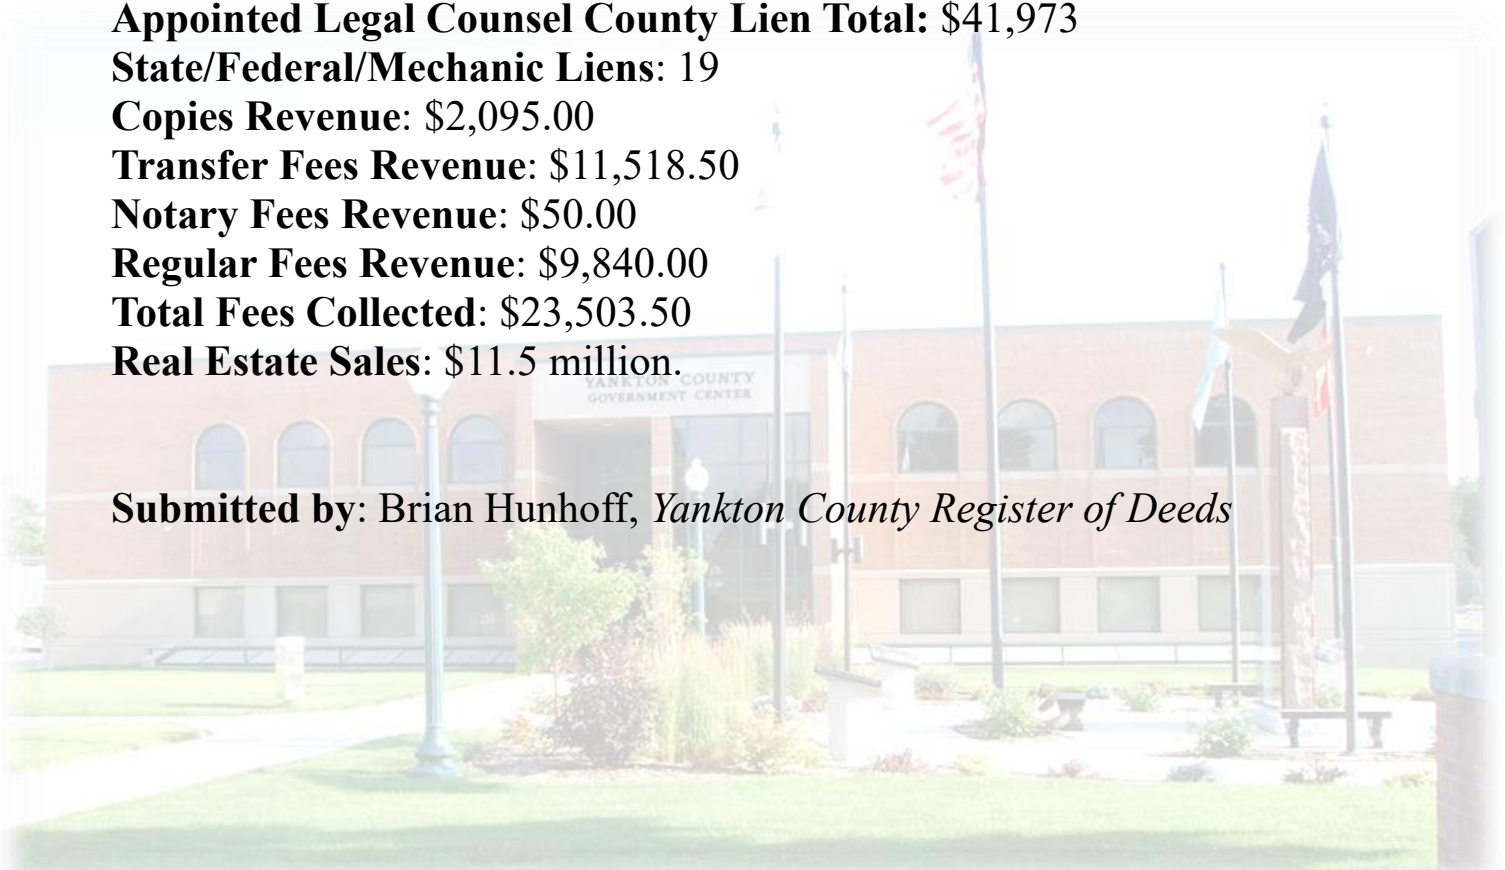 Appointed Legal Counsel County Lien Total: $41,973
State/Federal/Mechanic Liens: 19
Copies Revenue: $2,095.00
Transfer Fees Revenue: $11,518.50
Notary Fees Revenue: $50.00
Regular Fees Revenue: $9,840.00
Total Fees Collected: $23,503.50
Real Estate Sales: $11.5 million.
YANKTON COUNTY
GOVERNMENT CENTER
Submitted by: Brian Hunhoff, Yankton County Register of Deeds